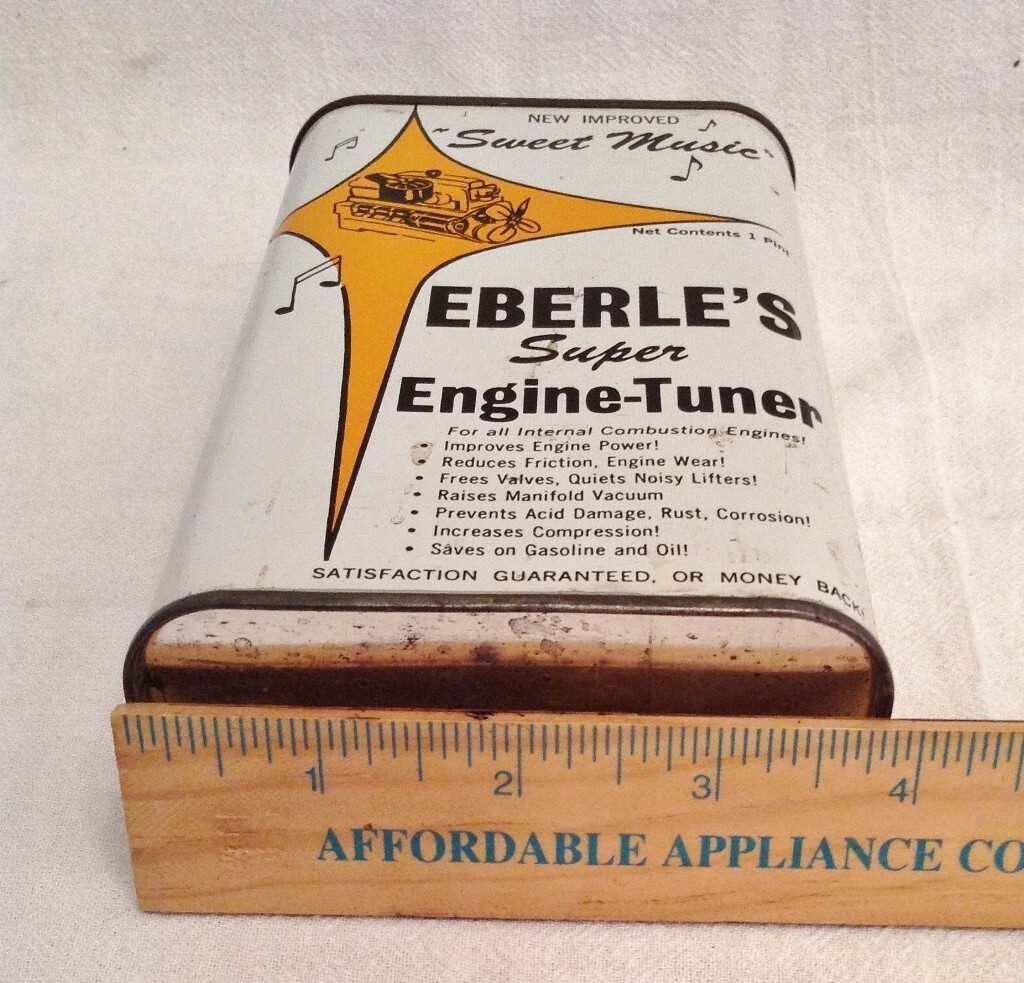 NEW IMPROVED
"Sweet Music"
Net Contents 1 Pint
EBERLE'S
Super
Engine-Tuner
For all Internal Combustion Engines!
• Improves Engine Power!
• Reduces Friction, Engine Wear!
• Frees Valves, Quiets Noisy Lifters!
• Raises Manifold Vacuum
• Prevents Acid Damage, Rust, Corrosion!
• Increases Compression!
• Saves on Gasoline and Oil!
SATISFACTION GUARANTEED, OR MONEY BACK!
1 2 3 4
AFFORDABLE APPLIANCE CO